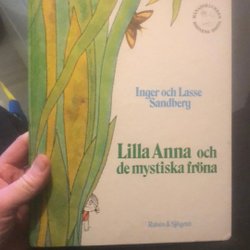 Inger och Lasse
Sandberg
Lilla Anna och
de mystiska fröna
Rabén & Sjögren